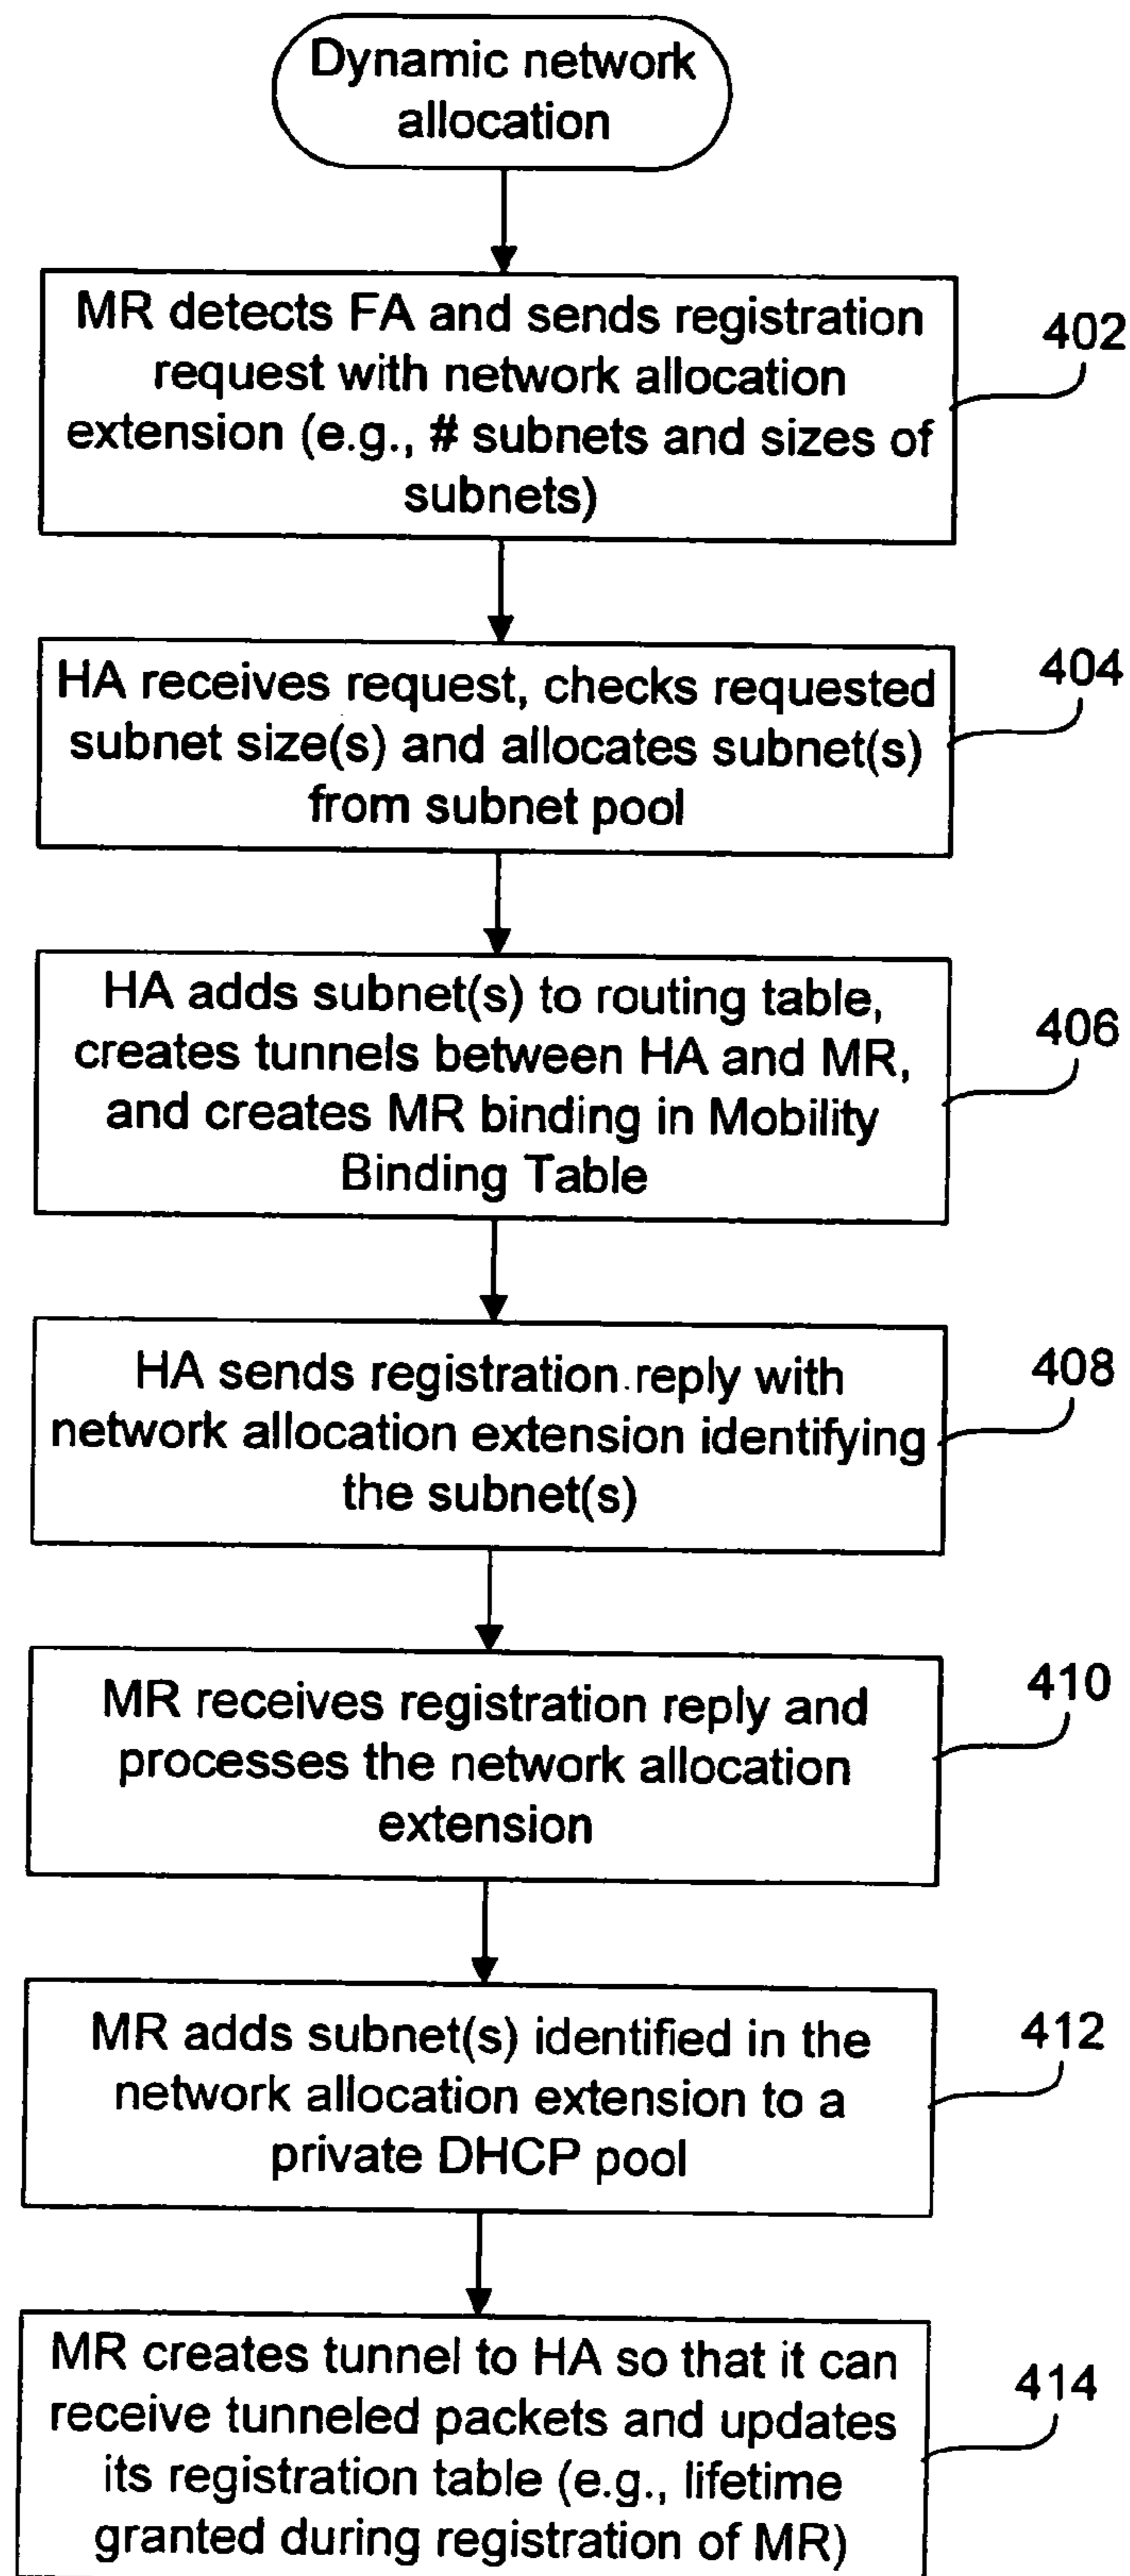 Dynamic network
allocation
MR detects FA and sends registration
request with network allocation
extension (e.g., # subnets and sizes of
subnets)
402
HA receives request, checks requested
subnet size(s) and allocates subnet(s)
from subnet pool
404
HA adds subnet(s) to routing table,
creates tunnels between HA and MR,
and creates MR binding in Mobility
Binding Table
406
HA sends registration reply with
network allocation extension identifying
the subnet(s)
408
MR receives registration reply and
processes the network allocation
extension
410
MR adds subnet(s) identified in the
network allocation extension to a
private DHCP pool
412
MR creates tunnel to HA so that it can
receive tunneled packets and updates
its registration table (e.g., lifetime
granted during registration of MR)
414